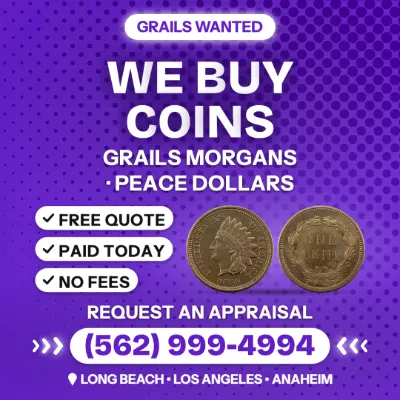 GRAILS WANTED
WE BUY
COINS
GRAILS MORGANS
· PEACE DOLLARS
FREE QUOTE
PAID TODAY
NO FEES
REQUEST AN APPRAISAL
(562) 999-4994
LONG BEACH • LOS ANGELES • ANAHEIM